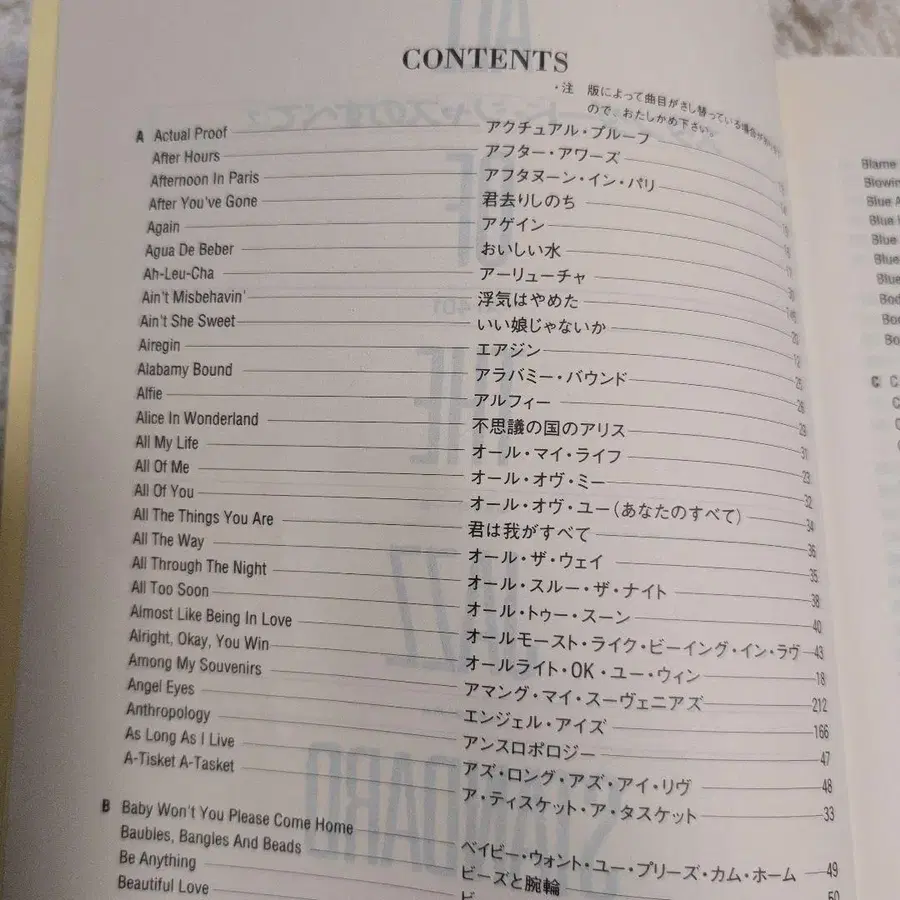 CONTENTS
・注 版によって曲目がさし替っている場合が
ので、おたしかめ下さい。
A Actual Proof アクチュアル・プルーフ
After Hours アフター・アワーズ
Afternoon In Paris アフタヌーン・イン・パリ
After You've Gone 君去りしのち
Again アゲイン
Agua De Beber おいしい水
Ah-Leu-Cha アーリューチャ
Ain't Misbehavin' 浮気はやめた 20
Ain't She Sweet いい娘じゃないか 12
Airegin エアジン 25
Alabamy Bound アラバミー・バウンド 26
Alfie アルフィー 29
Alice In Wonderland 不思議の国のアリス 31
All My Life オール・マイ・ライフ 23
All Of Me オール・オヴ・ミー 32
All Of You オール・オヴ・ユー(あなたのすべて) 34
All The Things You Are 君は我がすべて 36
All The Way オール・ザ・ウェイ 35
All Through The Night オール・スルー・ザ・ナイト 38
All Too Soon オール・トゥー・スーン 40
Almost Like Being In Love オールモースト・ライク・ビーイング・イン・ラヴ 43
Alright, Okay, You Win オールライト・OK・ユー・ウィン 18
Among My Souvenirs アマング・マイ・スーヴェニアズ 212
Angel Eyes エンジェル・アイズ 166
Anthropology アンスロポロジー 47
As Long As I Live アズ・ロング・アズ・アイ・リヴ 48
A-Tisket A-Tasket ア・ティスケット・ア・タスケット 33
B Baby Won't You Please Come Home ベイビー・ウォント・ユー・プリーズ・カム・ホーム 49
Baubles, Bangles And Beads ビーズと腕輪 50
Be Anything
Beautiful Love
Blame
Blowin
Blue
Blue
Blue
Blue
Blue
C